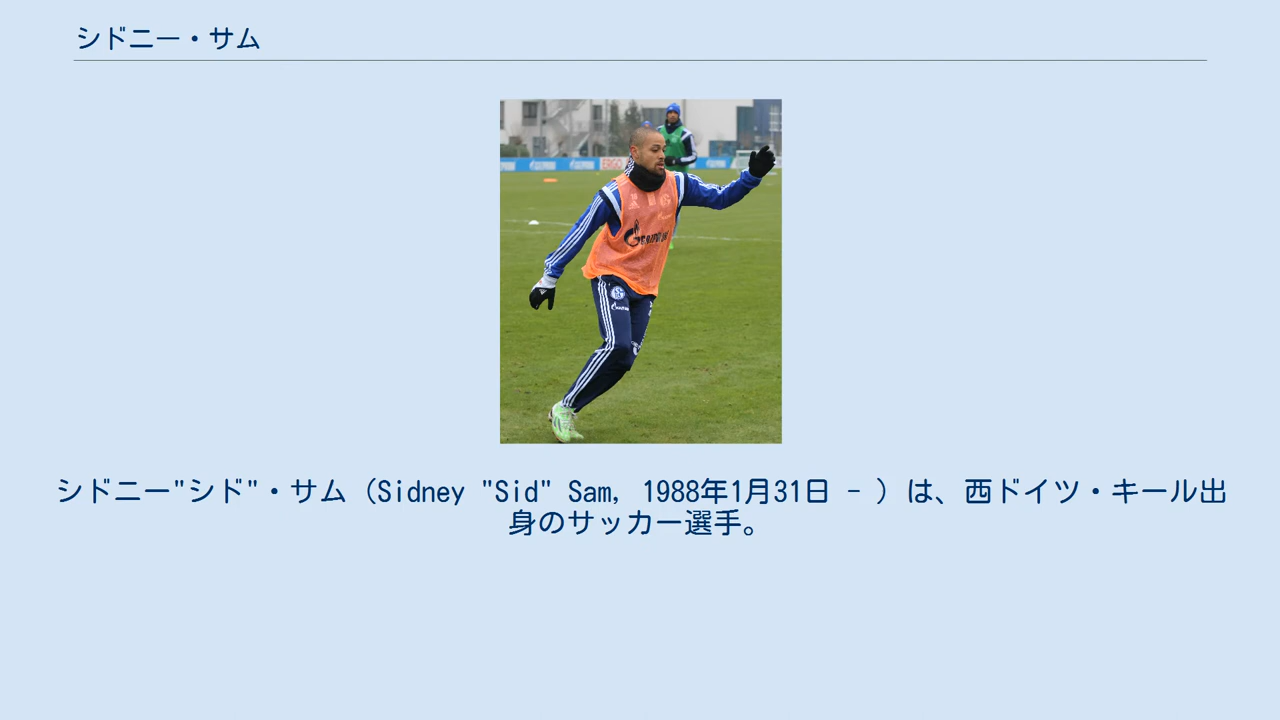 シドニー・サム
ERGO
GAZPROM
シドニー"シド"・サム（Sidney "Sid" Sam, 1988年1月31日 - ）は、西ドイツ・キール出
身のサッカー選手。